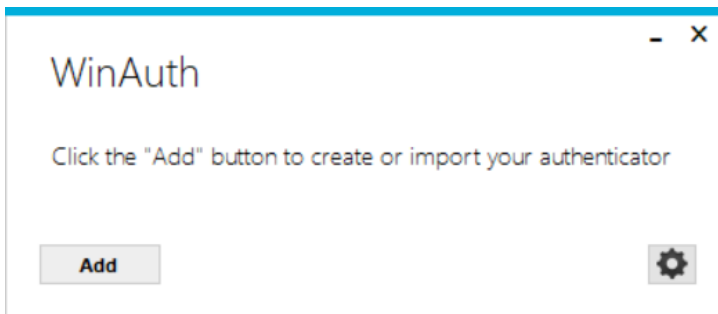 WinAuth
Click the "Add" button to create or import your authenticator
Add